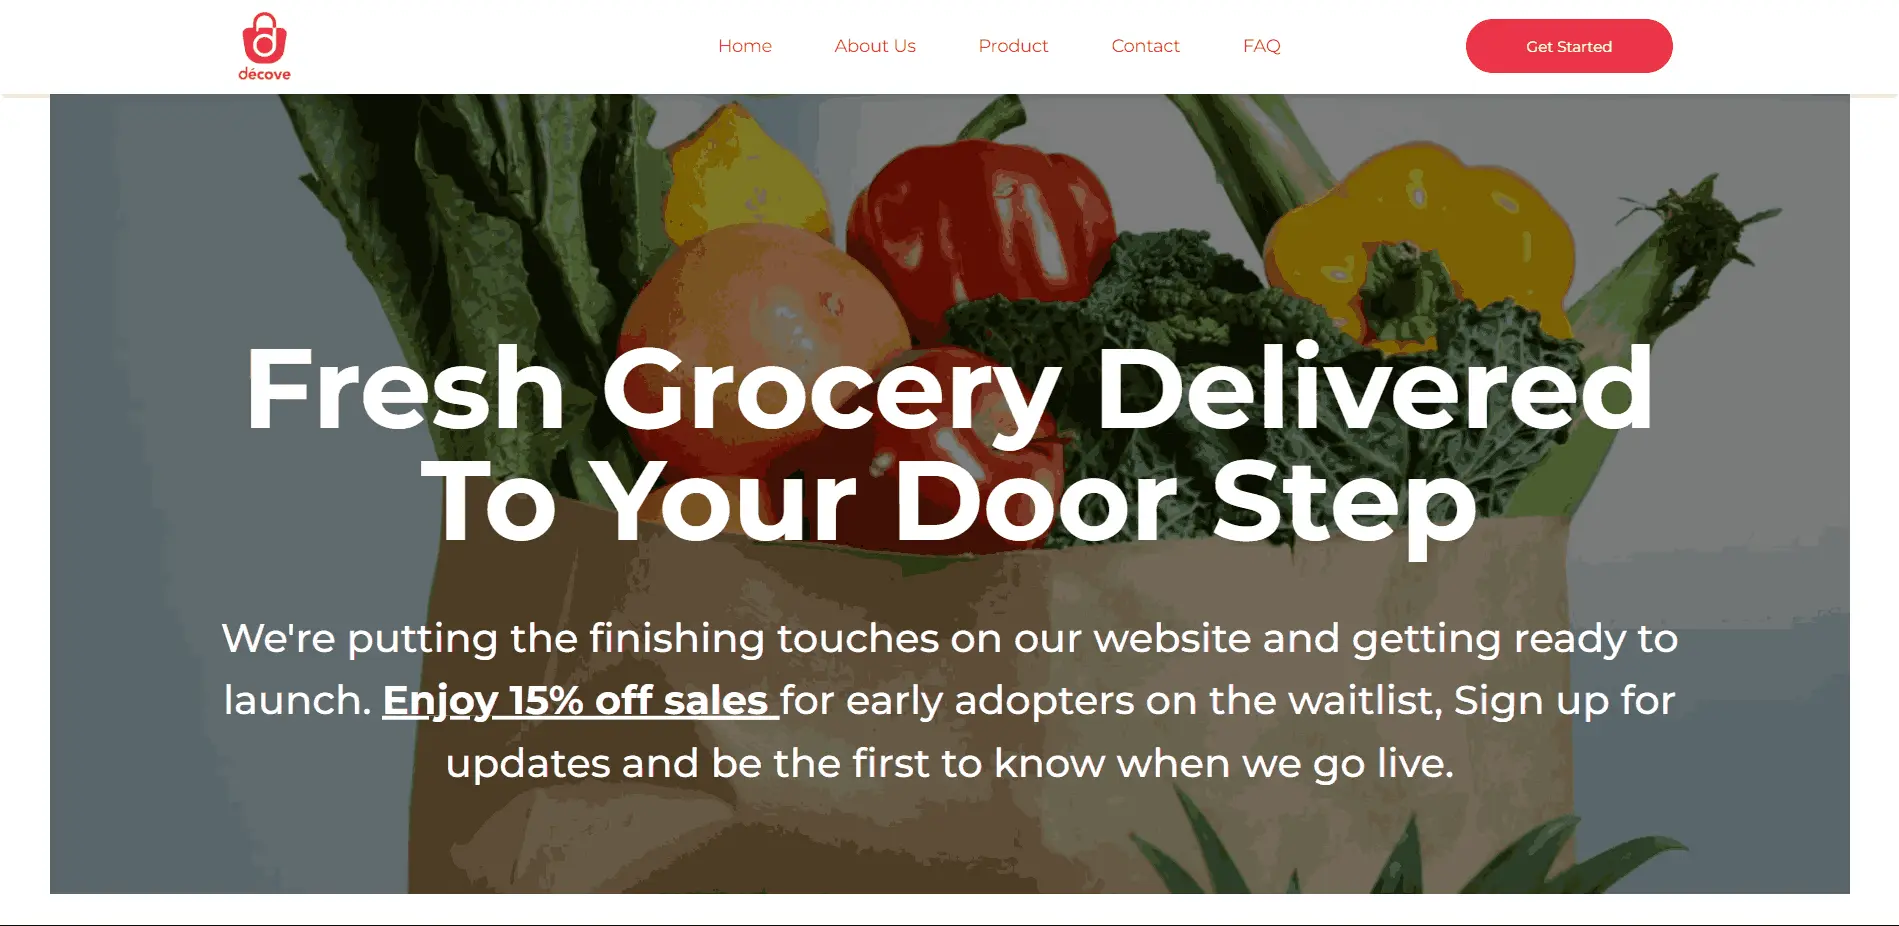 décove
Home
About Us
Product
Contact
FAQ
Get Started
Fresh Grocery Delivered
To Your Door Step
We're putting the finishing touches on our website and getting ready to
launch. Enjoy 15% off sales for early adopters on the waitlist, Sign up for
updates and be the first to know when we go live.